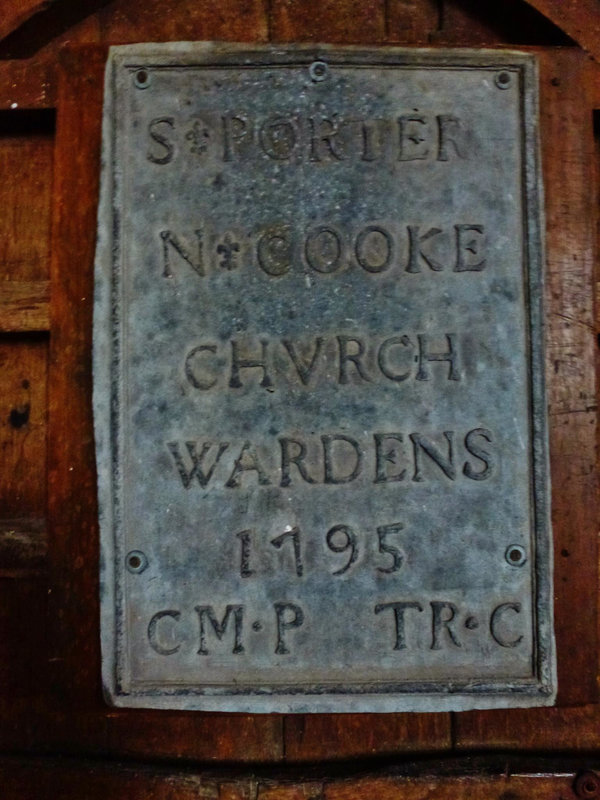 S PORTER
N COOKE
CHVRCH
WARDENS
1795
CM·P TR·C